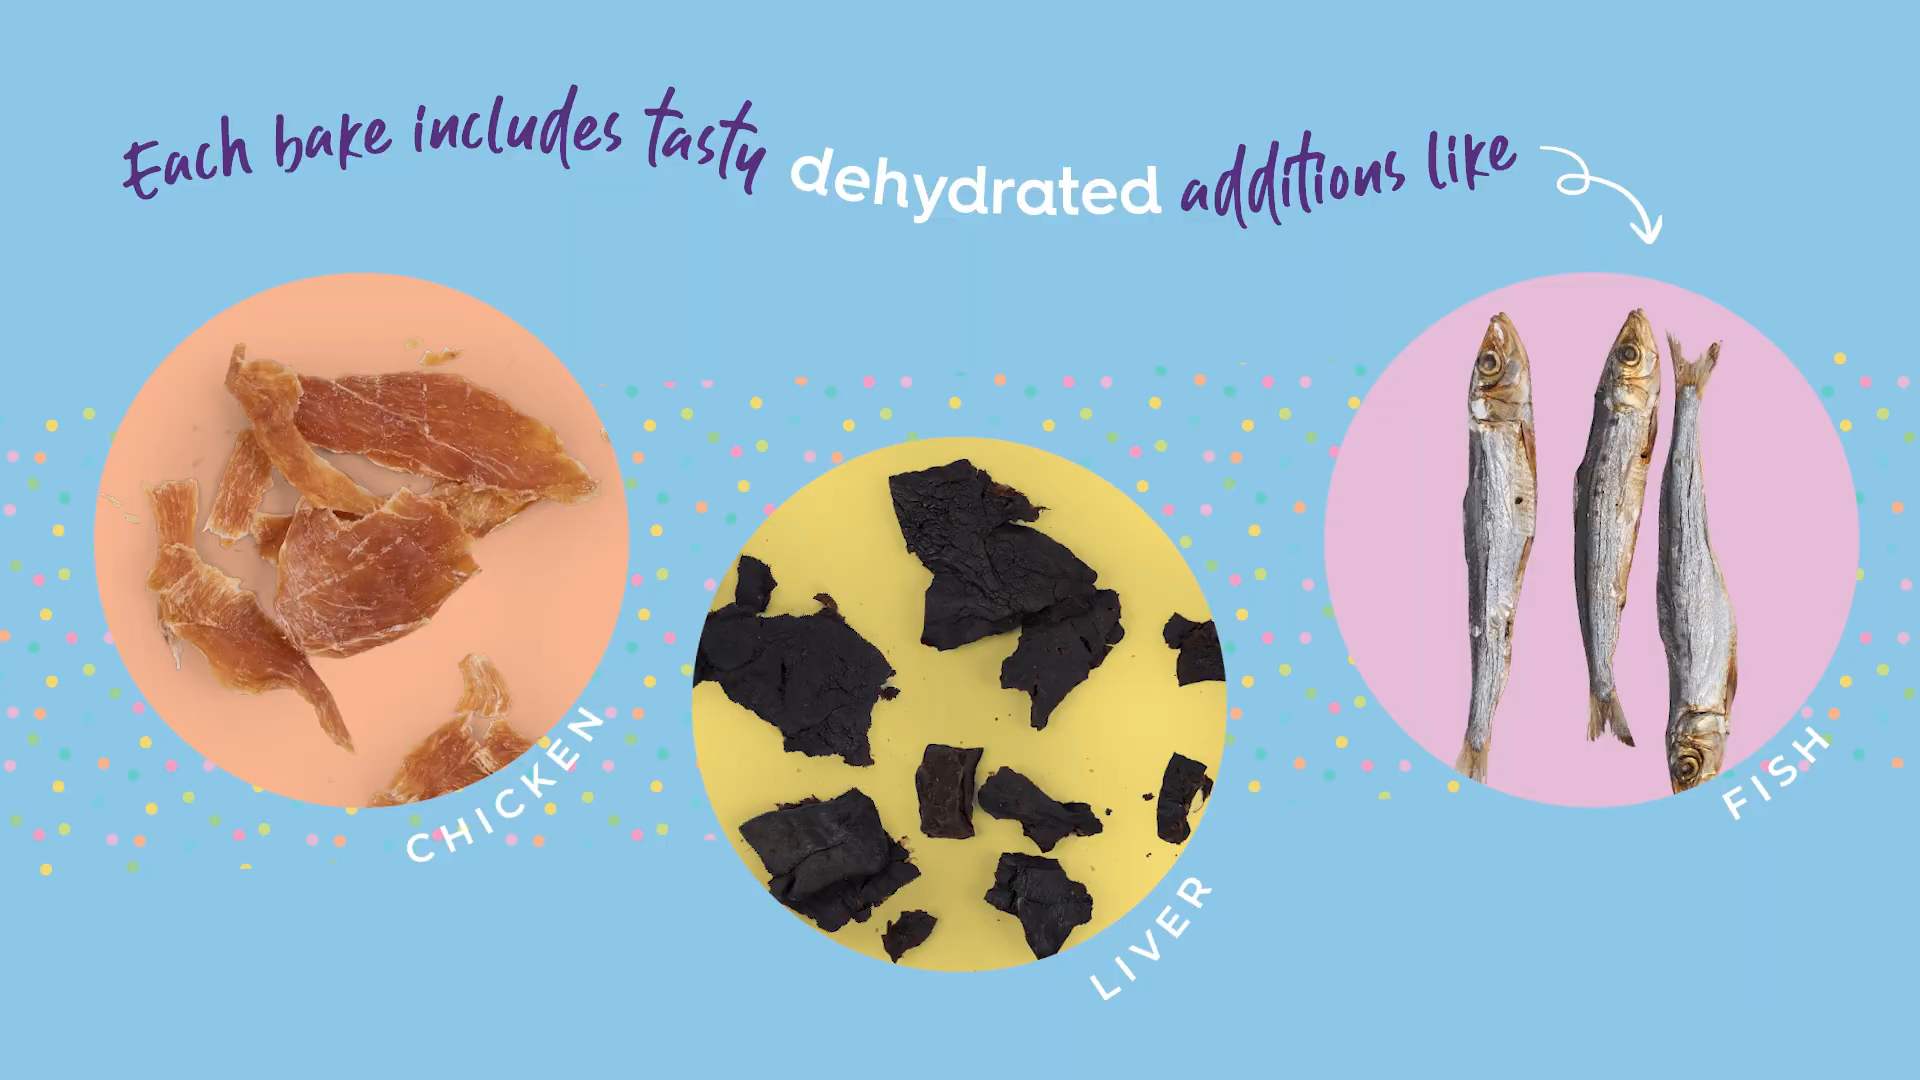 Each bake includes tasty dehydrated additions like
CHICKEN
LIVER
FISH